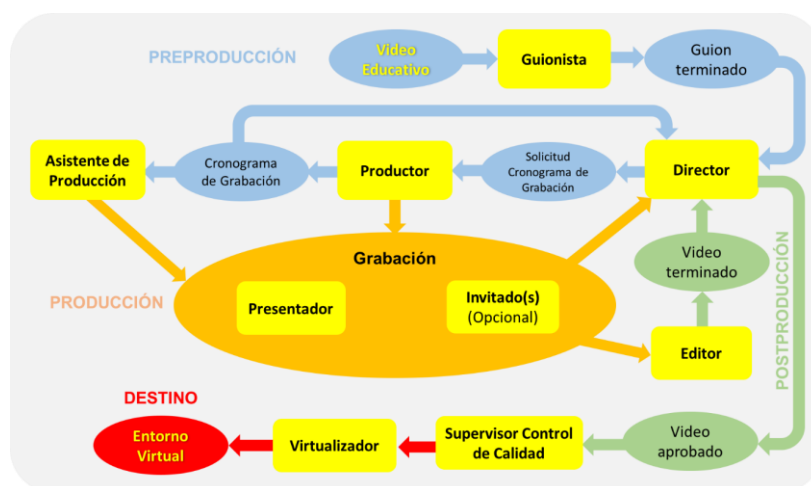 PREPRODUCCIÓN
Video
Educativo
Guionista
Guion
terminado
Asistente de
Producción
Cronograma
de Grabación
Productor
Solicitud
Cronograma de
Grabación
Director
Grabación
Video
terminado
PRODUCCIÓN
Presentador
Invitado(s)
(Opcional)
Editor
POSTPRODUCCIÓN
DESTINO
Entorno
Virtual
Virtualizador
Supervisor Control
de Calidad
Video
aprobado